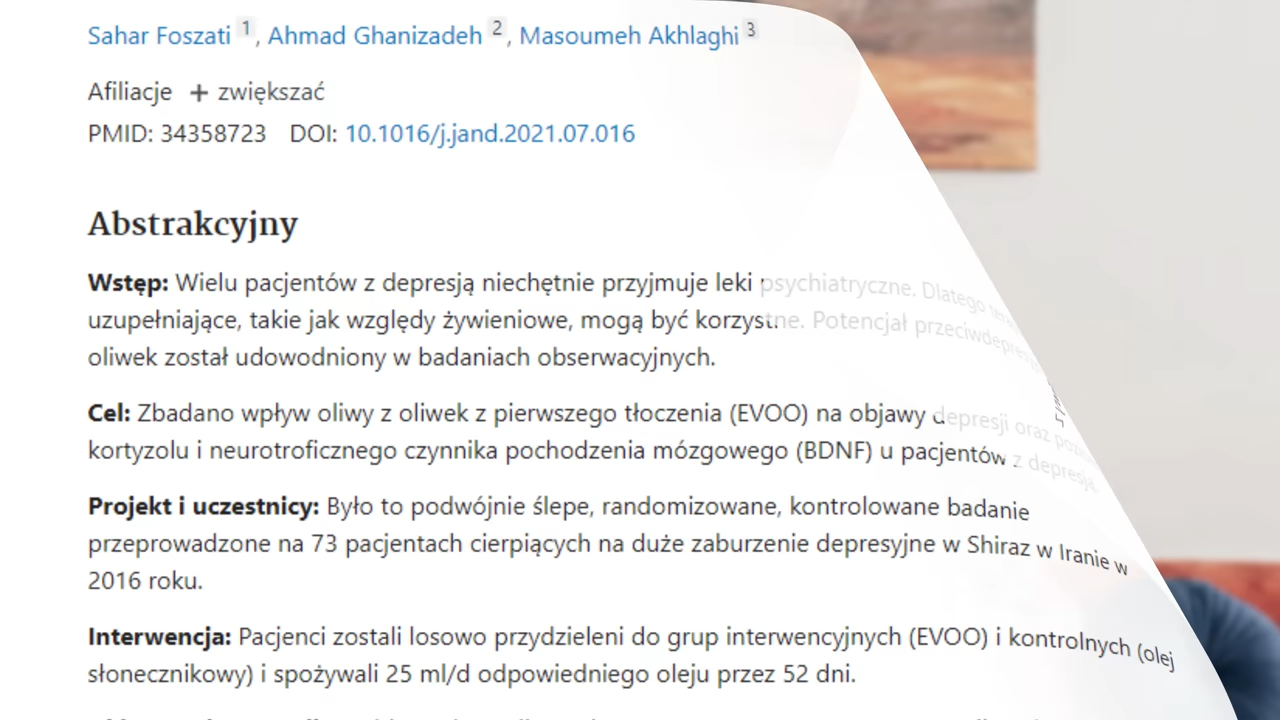 Sahar Foszati 1, Ahmad Ghanizadeh 2, Masoumeh Akhlaghi 3
Afiliacje + zwiększać
PMID: 34358723 DOI: 10.1016/j.jand.2021.07.016
Abstrakcyjny
Wstęp: Wielu pacjentów z depresją niechętnie przyjmuje leki psychiatryczne. Dlatego
uzupełniające, takie jak względy żywieniowe, mogą być korzystne. Potencjał
oliwek został udowodniony w badaniach obserwacyjnych.
Cel: Zbadano wpływ oliwy z oliwek z pierwszego tłoczenia (EVOO) na objawy depresji oraz
kortyzolu i neurotroficznego czynnika pochodzenia mózgowego (BDNF) u pacjentów z depresją.
Projekt i uczestnicy: Było to podwójnie ślepe, randomizowane, kontrolowane badanie
przeprowadzone na 73 pacjentach cierpiących na duże zaburzenie depresyjne w Shiraz w Iranie w
2016 roku.
Interwencja: Pacjenci zostali losowo przydzieleni do grup interwencyjnych (EVOO) i kontrolnych (olej
słonecznikowy) i spożywali 25 ml/d odpowiedniego oleju przez 52 dni.